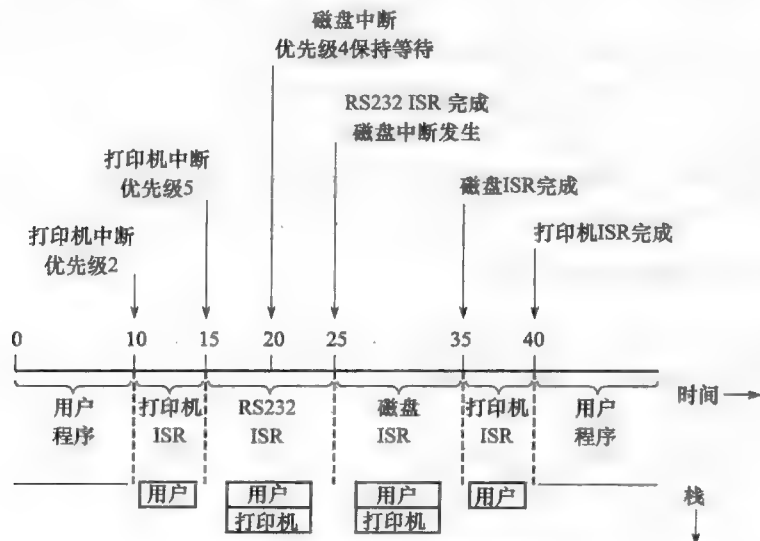 磁盘中断
优先级4保持等待
RS232 ISR 完成
磁盘中断发生
打印机中断
优先级5
磁盘ISR完成
打印机中断
优先级2
打印机ISR完成
0 10 15 20 25 35 40
用户
程序
打印机
ISR
RS232
ISR
磁盘
ISR
打印机
ISR
用户
程序
时间
用户
用户
打印机
用户
打印机
用户
栈